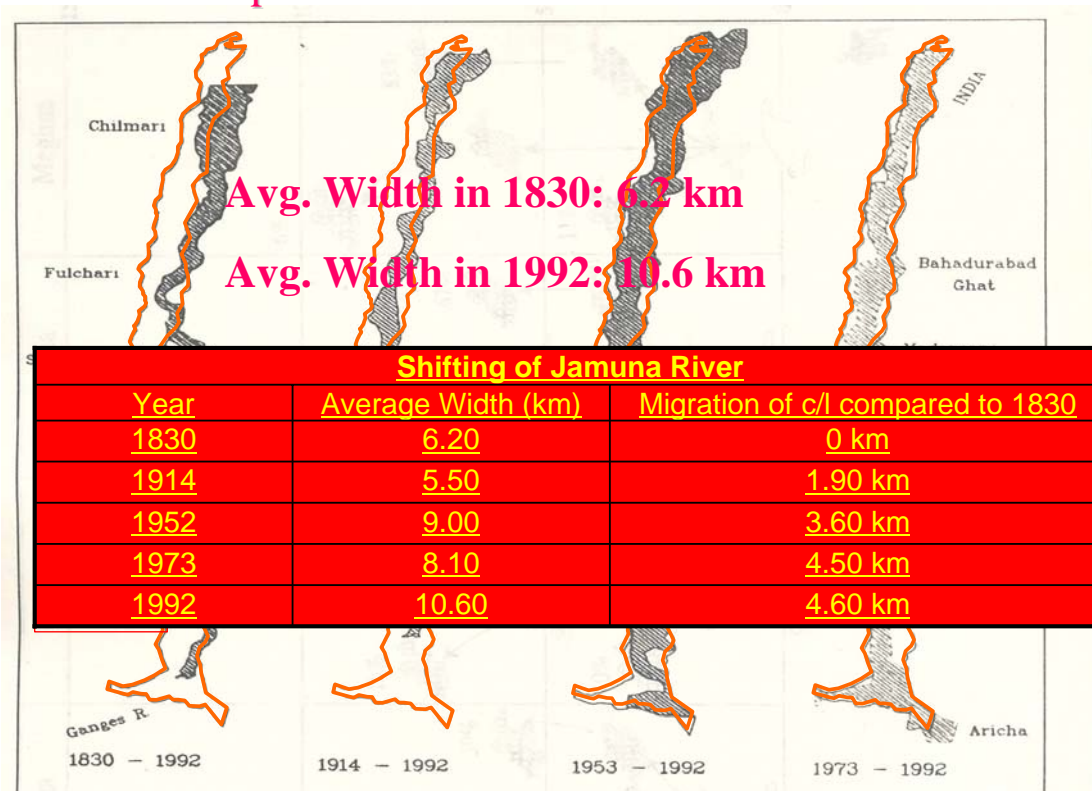 INDIA
Chilmari
Avg. Width in 1830: 6.2 km
Fulchari
Avg. Width in 1992: 10.6 km
Bahadurabad
Ghat
Shifting of Jamuna River
Year Average Width (km) Migration of c/l compared to 1830
1830 6.20 0 km
1914 5.50 1.90 km
1952 9.00 3.60 km
1973 8.10 4.50 km
1992 10.60 4.60 km
Ganges R.
Aricha
1830 - 1992 1914 - 1992 1953 - 1992 1973 - 1992